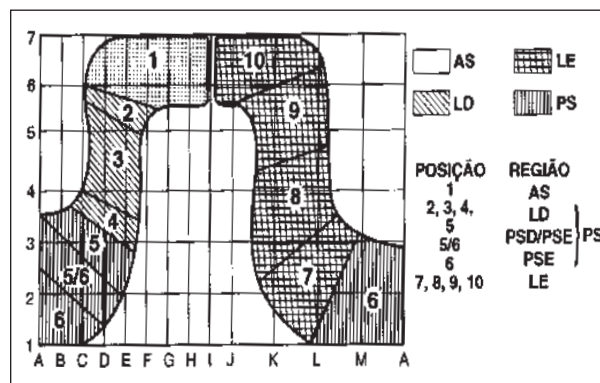 7
6
5
4
3
2
1
A B C D E F G H I J K L M A
1
2
3
4
5
5/6
6
10
9
8
7
6
AS LE
LD PS
POSIÇÃO REGIÃO
1 AS
2, 3, 4, LD
5 PSD/PSE
5/6 PSE
6
7, 8, 9, 10 LE
PS